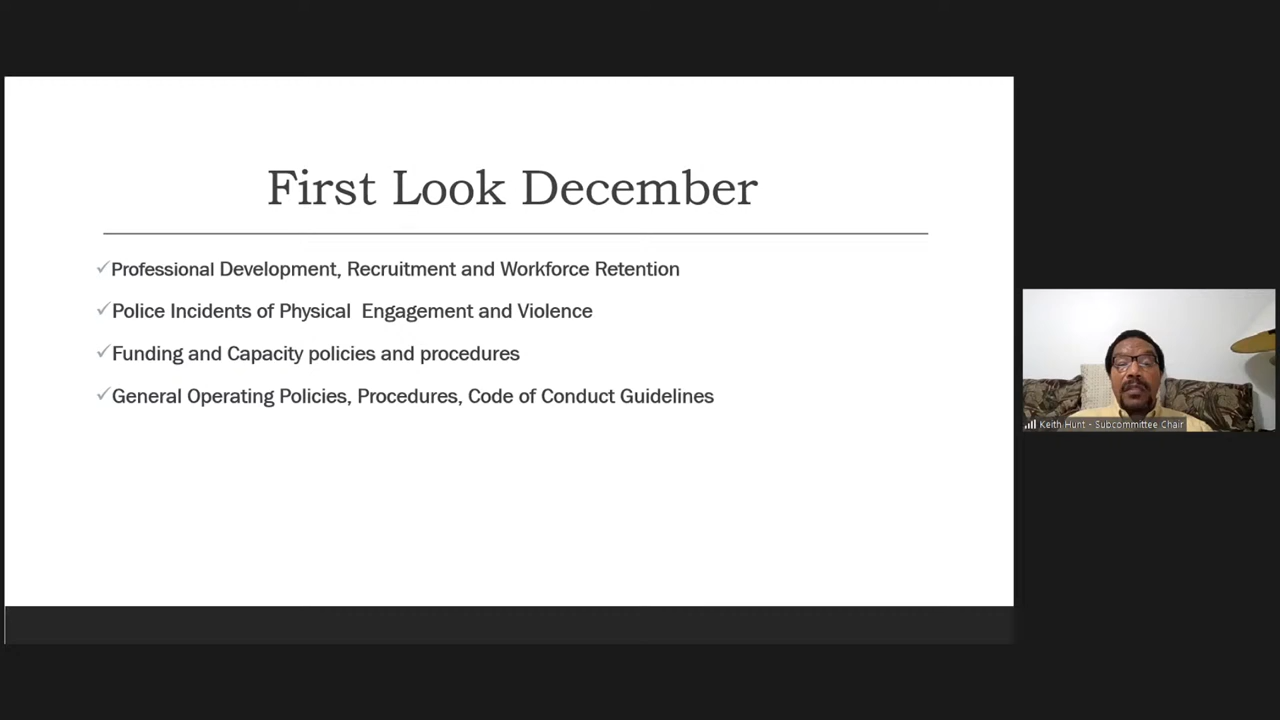 First Look December
✓Professional Development, Recruitment and Workforce Retention
✓Police Incidents of Physical  Engagement and Violence
✓Funding and Capacity policies and procedures
✓General Operating Policies, Procedures, Code of Conduct Guidelines
Keith Hunt - Subcommittee Chair